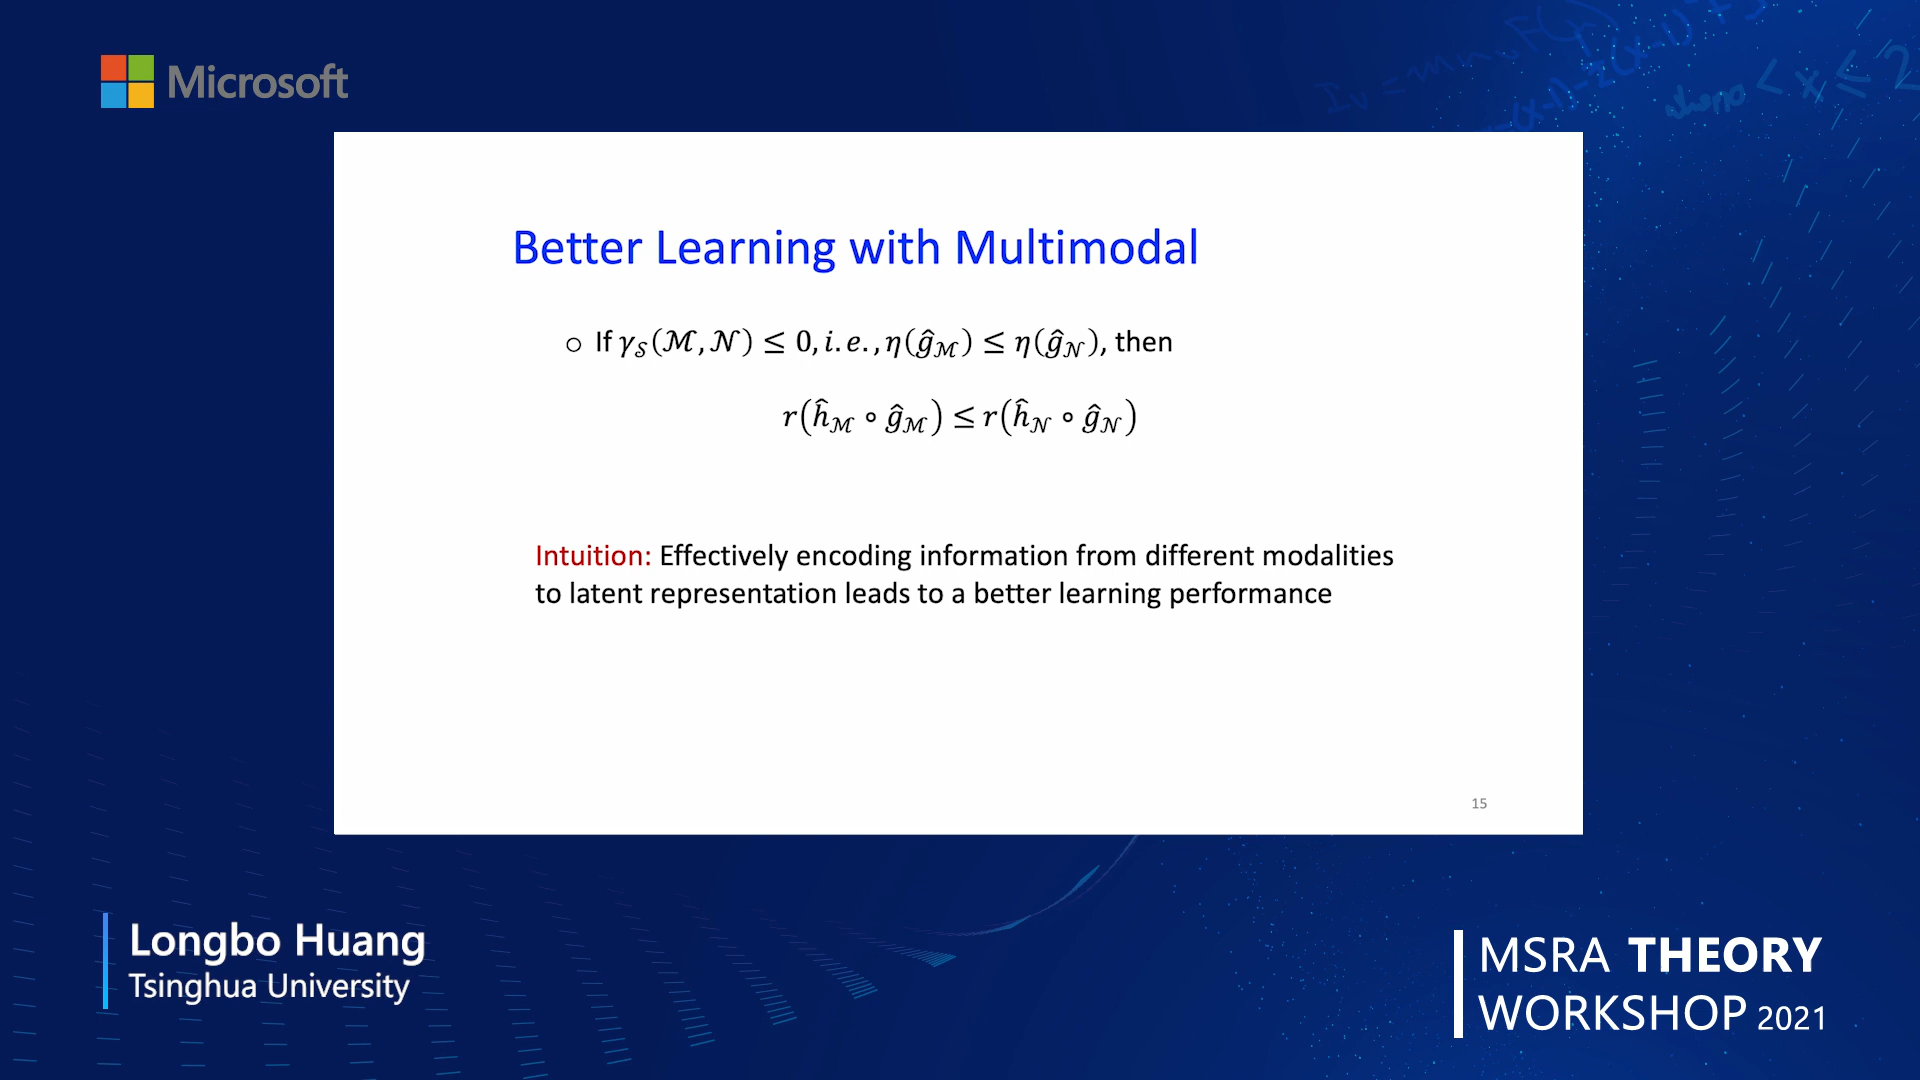 Microsoft
Better Learning with Multimodal
○ If γ_𝒮(ℳ, 𝒩) ≤ 0, i.e., η(ĝ_ℳ) ≤ η(ĝ_𝒩), then
r(ĥ_ℳ ∘ ĝ_ℳ) ≤ r(ĥ_𝒩 ∘ ĝ_𝒩)
Intuition: Effectively encoding information from different modalities
to latent representation leads to a better learning performance
15
Longbo Huang
Tsinghua University
MSRA THEORY
WORKSHOP 2021